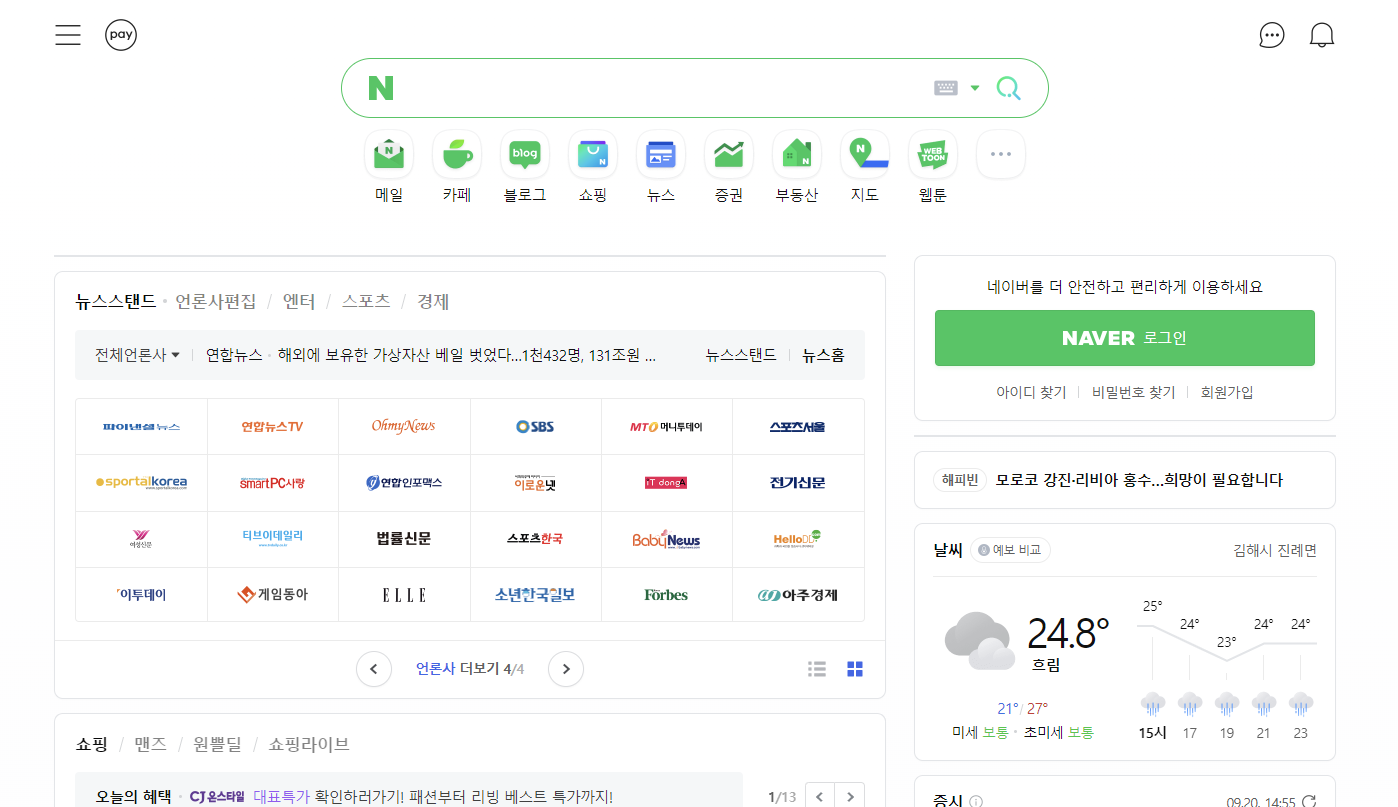 pay
N
메일 카페 블로그 쇼핑 뉴스 증권 부동산 지도 웹툰
blog
WEB TOON
뉴스스탠드 · 언론사편집 / 엔터 / 스포츠 / 경제
전체언론사 연합뉴스 · 해외에 보유한 가상자산 베일 벗었다...1천432명, 131조원 ... 뉴스스탠드 뉴스홈
파이낸셜뉴스 연합뉴스TV OhmyNews SBS MTO 머니투데이 스포츠서울
sportalkorea smartPC사랑 연합인포맥스 이로운넷 IT dongA 전기신문
여성신문 티브이데일리 법률신문 스포츠한국 BabyNews HelloDD
이투데이 게임동아 ELLE 소년한국일보 Forbes 아주경제
언론사 더보기 4/4
쇼핑 / 맨즈 / 원쁠딜 / 쇼핑라이브
오늘의 혜택 · CJ온스타일 대표특가 확인하러가기! 패션부터 리빙 베스트 특가까지!
1/13
네이버를 더 안전하고 편리하게 이용하세요
NAVER 로그인
아이디 찾기 비밀번호 찾기 회원가입
해피빈 모로코 강진·리비아 홍수...희망이 필요합니다
날씨 예보 비교 김해시 진례면
24.8°
흐림
21°/ 27°
미세 보통 · 초미세 보통
25° 24° 23° 24° 24°
15시 17 19 21 23
증시 09.20. 14:55